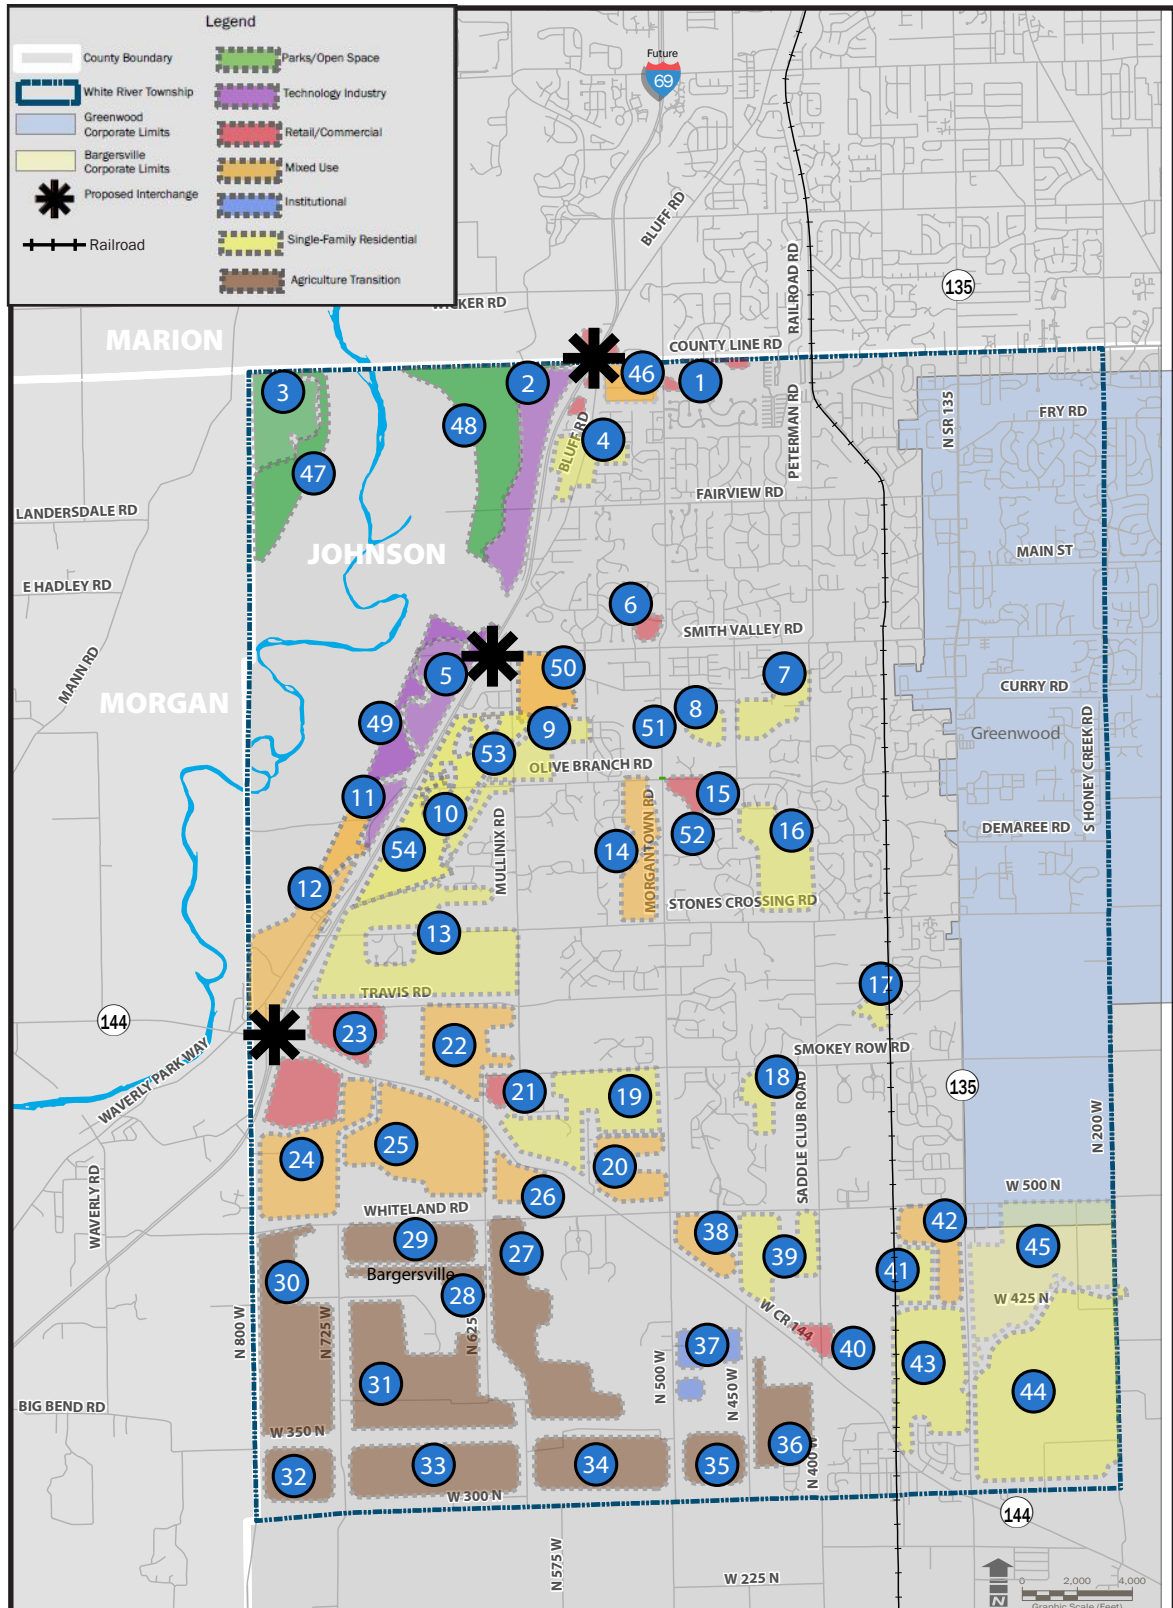 Legend
County Boundary
White River Township
Greenwood
Corporate Limits
Bargersville
Corporate Limits
Proposed Interchange
Railroad
Parks/Open Space
Technology Industry
Retail/Commercial
Mixed Use
Institutional
Single-Family Residential
Agriculture Transition
Future
69
BLUFF RD
RAILROAD RD
135
MARION
COUNTY LINE RD
3
2
46
1
48
4
BLUFF RD
PETERMAN RD
N SR 135
FRY RD
47
FAIRVIEW RD
LANDERSDALE RD
JOHNSON
MAIN ST
E HADLEY RD
6
SMITH VALLEY RD
MANN RD
5
50
7
CURRY RD
MORGAN
49
9
51
8
Greenwood
S HONEY CREEK RD
53
OLIVE BRANCH RD
11
10
15
MULLINIX RD
MORGANTOWN RD
54
14
52
16
DEMAREE RD
12
STONES CROSSING RD
13
17
TRAVIS RD
144
23
22
SMOKEY ROW RD
WAVERLY PARK WAY
21
19
18
135
SADDLE CLUB ROAD
N 200 W
24
25
20
WAVERLY RD
26
W 500 N
WHITELAND RD
29
27
38
39
42
45
30
Bargersville
28
41
W 425 N
N 800 W
N 725 W
N 625
W CR 144
37
40
43
31
N 500 W
N 450 W
44
BIG BEND RD
W 350 N
36
N 400 W
32
33
34
35
W 300 N
144
N 575 W
W 225 N
N
0 2,000 4,000
Graphic Scale (Feet)